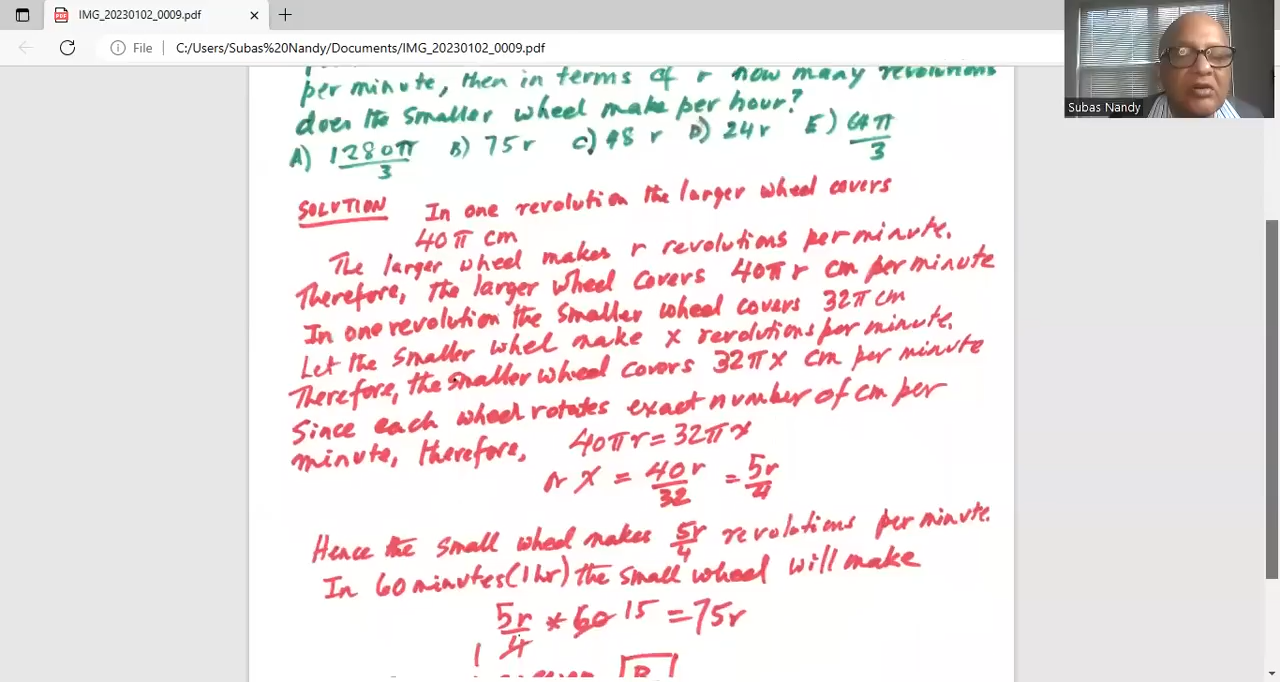 IMG_20230102_0009.pdf
File
C:/Users/Subas%20Nandy/Documents/IMG_20230102_0009.pdf
Subas Nandy
per minute, then in terms of r how many revolutions
does the smaller wheel make per hour?
A) 1280π/3 B) 75r C) 48 r D) 24r E) 64π/3
SOLUTION In one revolution the larger wheel covers
40π cm
The larger wheel makes r revolutions per minute.
Therefore, the larger wheel covers 40πr cm per minute
In one revolution the smaller wheel covers 32π cm
Let the smaller whel make x revolutions per minute.
Therefore, the smaller wheel covers 32πx cm per minute
Since each wheel rotates exact number of cm per
minute, therefore, 40πr = 32πx
or x = 40r/32 = 5r/4
Hence the small wheel makes 5r/4 revolutions per minute.
In 60 minutes (1 hr) the small wheel will make
5r/4 * 60 15 = 75r
1
B